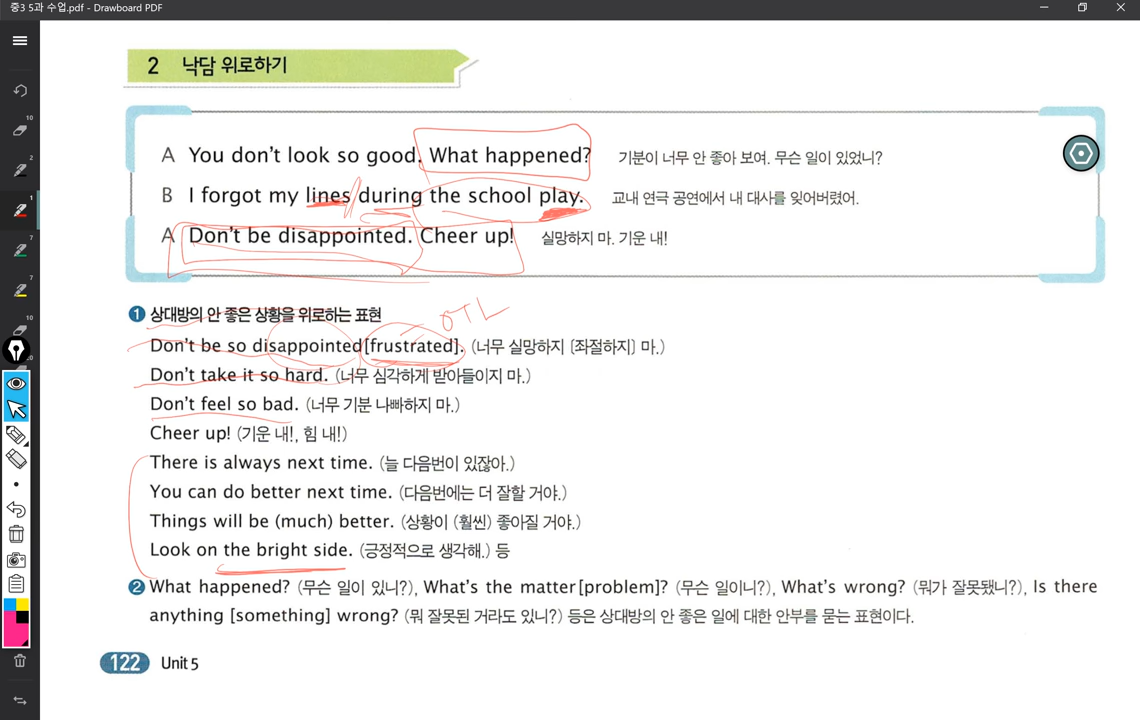 중3 5과 수업.pdf - Drawboard PDF
2 낙담 위로하기
A You don't look so good. What happened? 기분이 너무 안 좋아 보여. 무슨 일이 있었니?
B I forgot my lines during the school play. 교내 연극 공연에서 내 대사를 잊어버렸어.
A Don't be disappointed. Cheer up! 실망하지 마. 기운 내!
OTL
1 상대방의 안 좋은 상황을 위로하는 표현
Don't be so disappointed[frustrated]. (너무 실망하지 [좌절하지] 마.)
Don't take it so hard. (너무 심각하게 받아들이지 마.)
Don't feel so bad. (너무 기분 나빠하지 마.)
Cheer up! (기운 내!, 힘 내!)
There is always next time. (늘 다음번이 있잖아.)
You can do better next time. (다음번에는 더 잘할 거야.)
Things will be (much) better. (상황이 (훨씬) 좋아질 거야.)
Look on the bright side. (긍정적으로 생각해.) 등
2 What happened? (무슨 일이 있니?), What's the matter[problem]? (무슨 일이니?), What's wrong? (뭐가 잘못됐니?), Is there
anything [something] wrong? (뭐 잘못된 거라도 있니?) 등은 상대방의 안 좋은 일에 대한 안부를 묻는 표현이다.
122 Unit 5
10
2
1
7
7
10